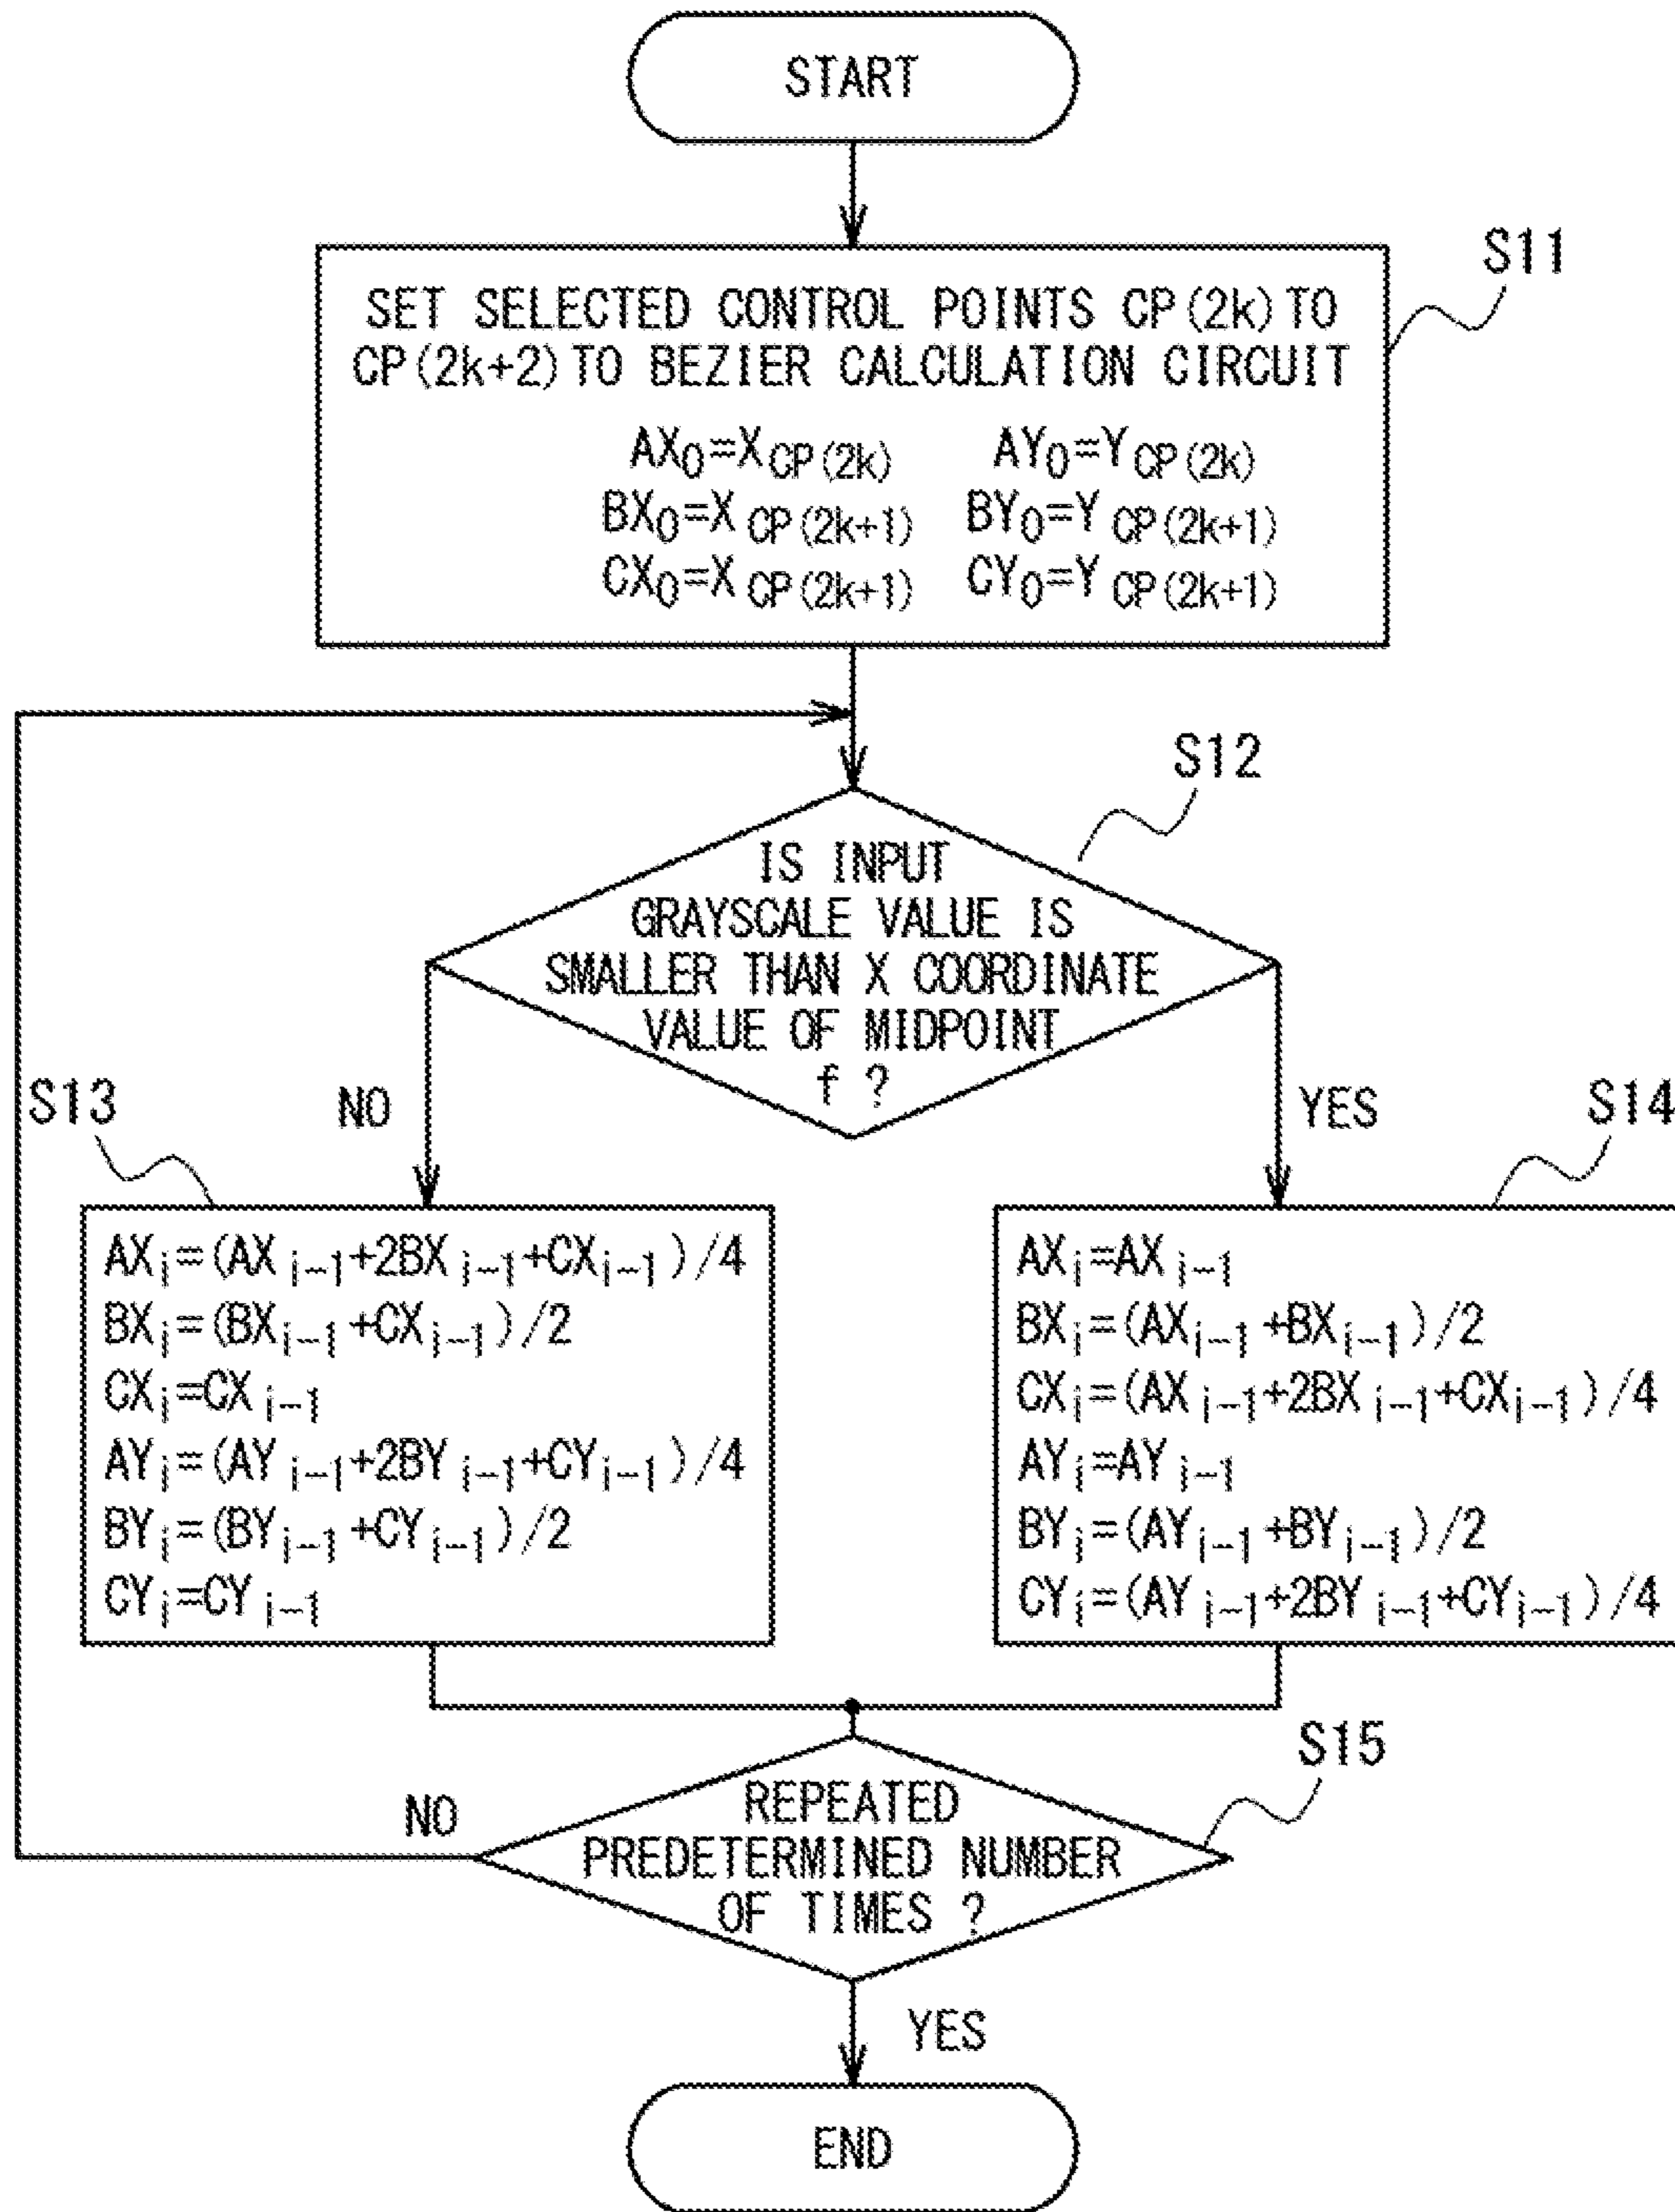 START
S11
SET SELECTED CONTROL POINTS CP(2k) TO
CP(2k+2) TO BEZIER CALCULATION CIRCUIT
AX₀=X CP(2k) AY₀=Y CP(2k)
BX₀=X CP(2k+1) BY₀=Y CP(2k+1)
CX₀=X CP(2k+1) CY₀=Y CP(2k+1)
S12
IS INPUT
GRAYSCALE VALUE IS
SMALLER THAN X COORDINATE
VALUE OF MIDPOINT
f ?
S13
NO
YES
S14
AXᵢ=(AXᵢ₋₁+2BXᵢ₋₁+CXᵢ₋₁)/4
BXᵢ=(BXᵢ₋₁+CXᵢ₋₁)/2
CXᵢ=CXᵢ₋₁
AYᵢ=(AYᵢ₋₁+2BYᵢ₋₁+CYᵢ₋₁)/4
BYᵢ=(BYᵢ₋₁+CYᵢ₋₁)/2
CYᵢ=CYᵢ₋₁
AXᵢ=AXᵢ₋₁
BXᵢ=(AXᵢ₋₁+BXᵢ₋₁)/2
CXᵢ=(AXᵢ₋₁+2BXᵢ₋₁+CXᵢ₋₁)/4
AYᵢ=AYᵢ₋₁
BYᵢ=(AYᵢ₋₁+BYᵢ₋₁)/2
CYᵢ=(AYᵢ₋₁+2BYᵢ₋₁+CYᵢ₋₁)/4
S15
NO
REPEATED
PREDETERMINED NUMBER
OF TIMES ?
YES
END